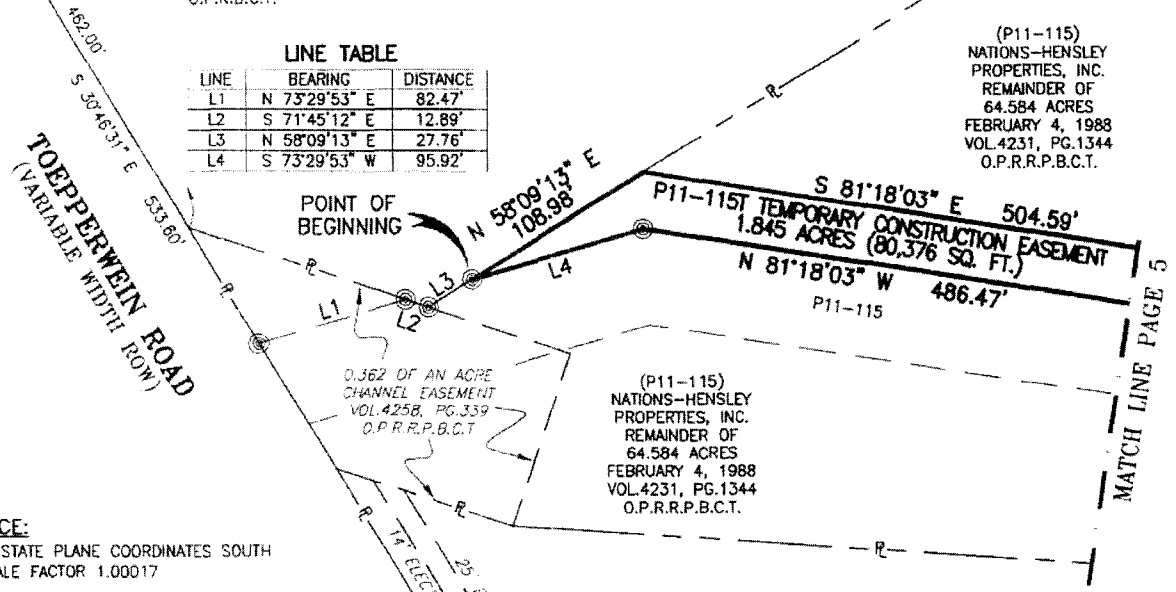 O.P.R.B.C.T.
462.00'
S 30°46'31" E 533.60'
TOEPPERWEIN ROAD
(VARIABLE WIDTH ROW)
LINE TABLE
LINE BEARING DISTANCE
L1 N 73°29'53" E 82.47'
L2 S 71°45'12" E 12.89'
L3 N 58°09'13" E 27.76'
L4 S 73°29'53" W 95.92'
(P11-115)
NATIONS-HENSLEY
PROPERTIES, INC.
REMAINDER OF
64.584 ACRES
FEBRUARY 4, 1988
VOL.4231, PG.1344
O.P.R.R.P.B.C.T.
POINT OF
BEGINNING
N 58°09'13" E
108.98'
S 81°18'03" E 504.59'
P11-115T TEMPORARY CONSTRUCTION EASEMENT
1.845 ACRES (80,376 SQ. FT.)
N 81°18'03" W 486.47'
P11-115
L1
L2
L3
L4
0.362 OF AN ACRE
CHANNEL EASEMENT
VOL.4258, PG.339
O.P.R.R.P.B.C.T
(P11-115)
NATIONS-HENSLEY
PROPERTIES, INC.
REMAINDER OF
64.584 ACRES
FEBRUARY 4, 1988
VOL.4231, PG.1344
O.P.R.R.P.B.C.T.
MATCH LINE PAGE 5
CE:
STATE PLANE COORDINATES SOUTH
ALE FACTOR 1.00017
14' ELEC
25'